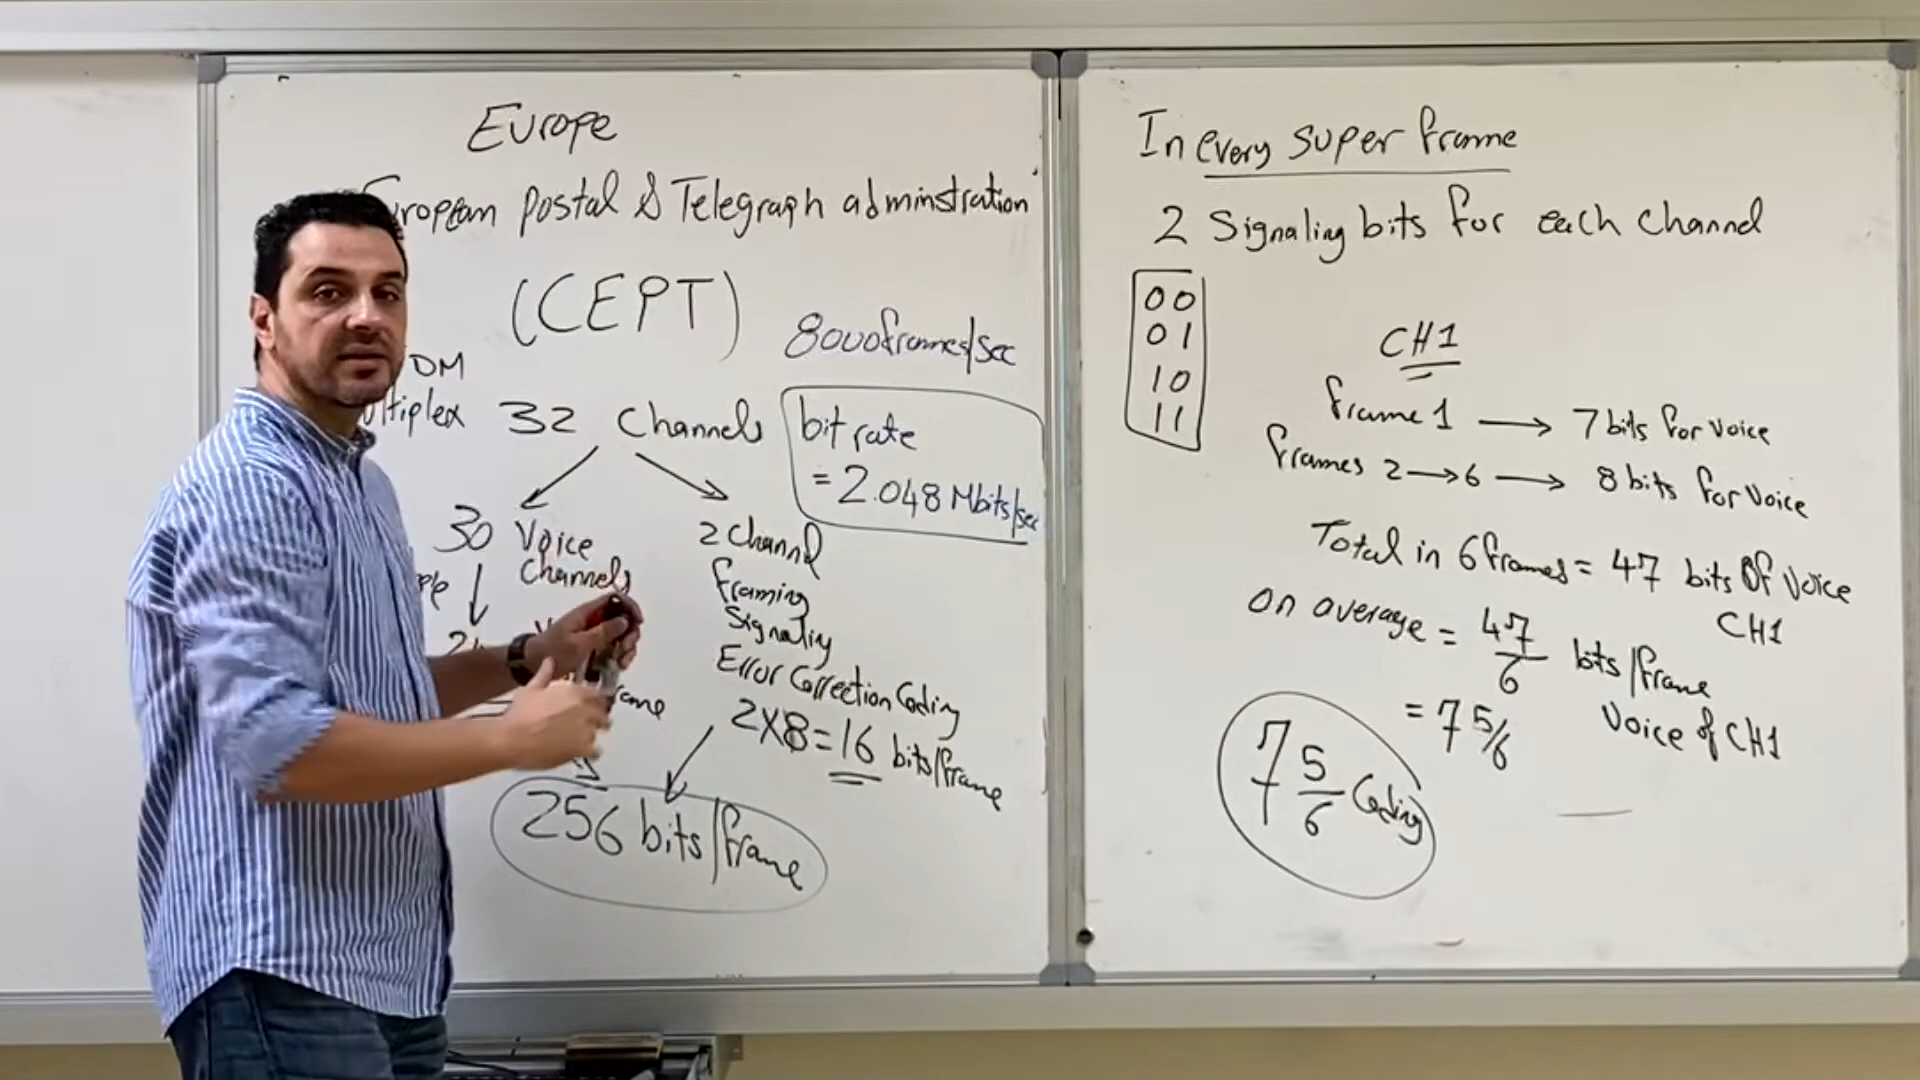 Europe
European postal & Telegraph adminstration
(CEPT)
8000frames/sec
DM
ltiplex 32 Channels
bit rate
= 2.048 Mbits/sec
30 Voice
Channels
2 Channel
framing
Signaling
Error Correction Coding
2X8=16 bits/frame
256 bits/frame
In every super frame
2 Signaling bits for each Channel
00
01
10
11
CH1
frame 1 → 7 bits for voice
frames 2→6 → 8 bits for voice
Total in 6 frames = 47 bits of voice
CH1
on average = 47/6 bits/frame
voice of CH1
= 7 5/6
7 5/6 Coding